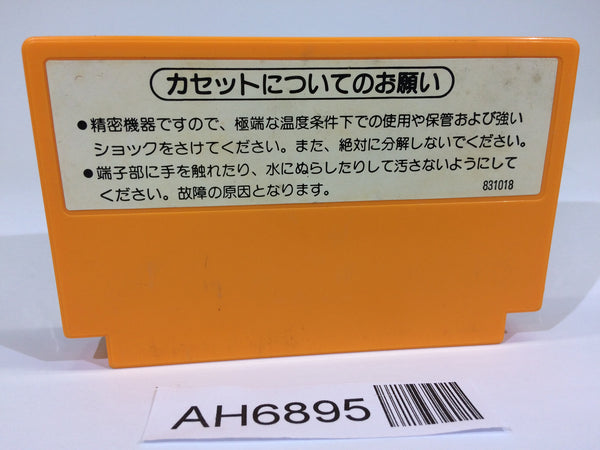 カセットについてのお願い
●精密機器ですので、極端な温度条件下での使用や保管および強い
ショックをさけてください。また、絶対に分解しないでください。
●端子部に手を触れたり、水にぬらしたりして汚さないようにして
ください。故障の原因となります。
831018
AH6895